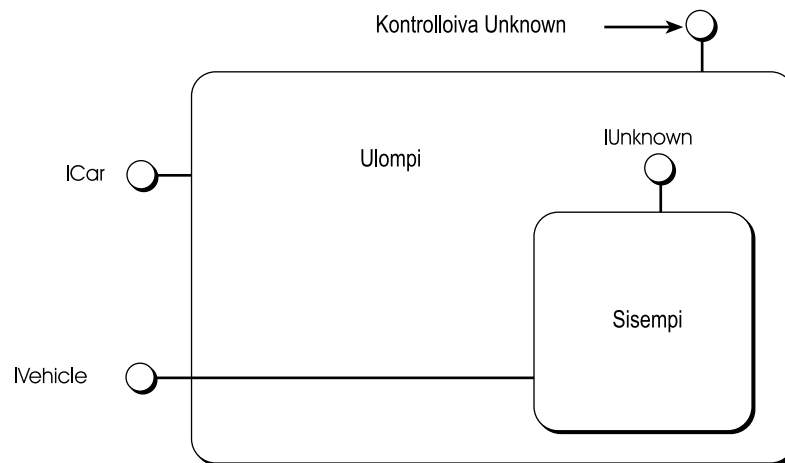 Kontrolloiva Unknown
IUnknown
Ulompi
ICar
Sisempi
IVehicle